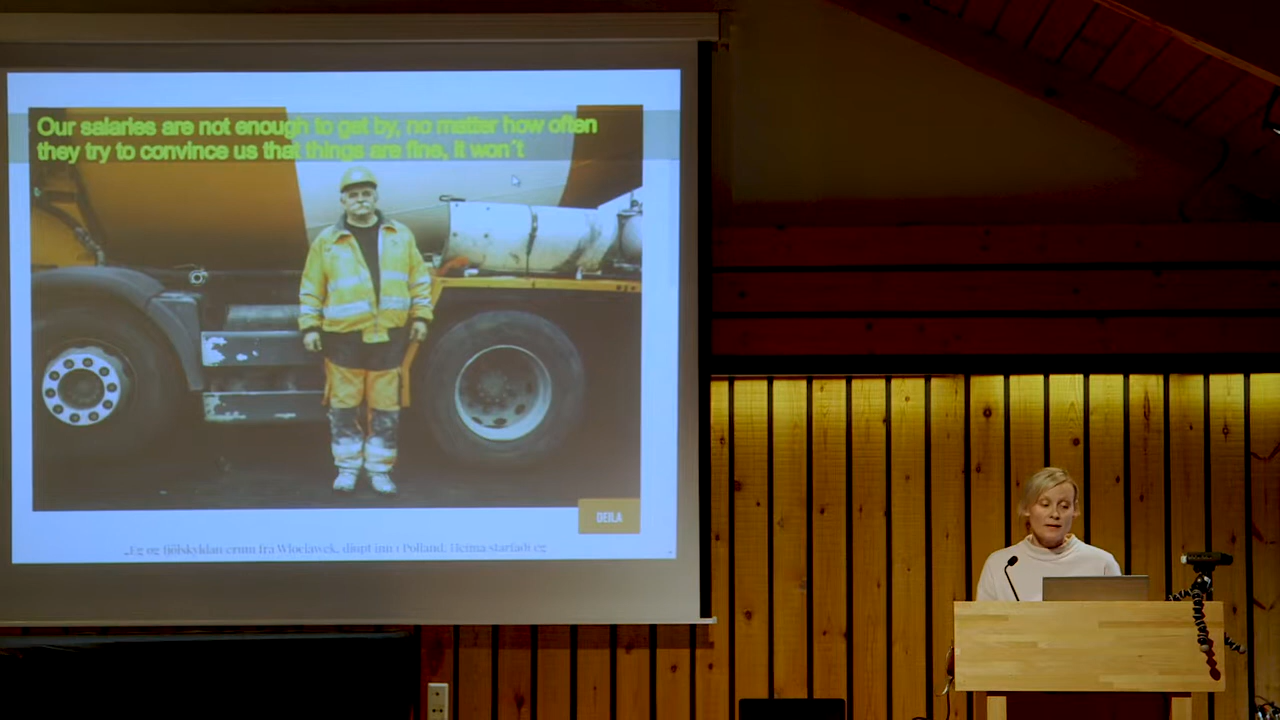 Our salaries are not enough to get by, no matter how often
they try to convince us that things are fine, it won´t
DEILA
„Ég og fjölskyldan erum frá Wloclawek, djúpt inn í Pólland. Heima starfaði ég